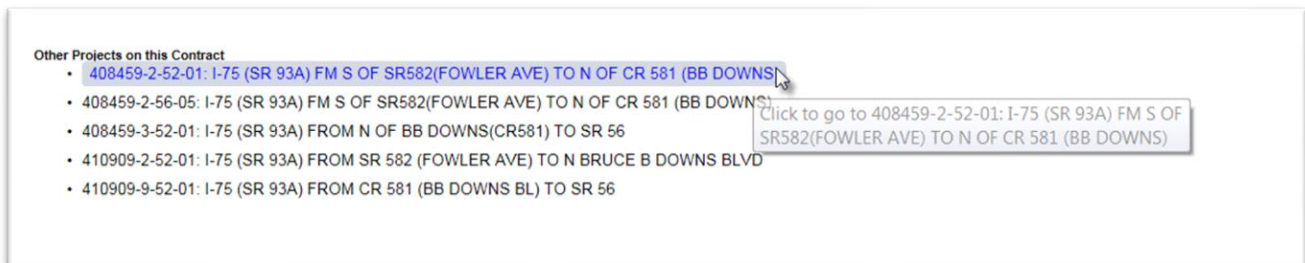 Other Projects on this Contract
• 408459-2-52-01: I-75 (SR 93A) FM S OF SR582(FOWLER AVE) TO N OF CR 581 (BB DOWNS)
• 408459-2-56-05: I-75 (SR 93A) FM S OF SR582(FOWLER AVE) TO N OF CR 581 (BB DOWNS)
• 408459-3-52-01: I-75 (SR 93A) FROM N OF BB DOWNS(CR581) TO SR 56
• 410909-2-52-01: I-75 (SR 93A) FROM SR 582 (FOWLER AVE) TO N BRUCE B DOWNS BLVD
• 410909-9-52-01: I-75 (SR 93A) FROM CR 581 (BB DOWNS BL) TO SR 56
Click to go to 408459-2-52-01: I-75 (SR 93A) FM S OF
SR582(FOWLER AVE) TO N OF CR 581 (BB DOWNS)